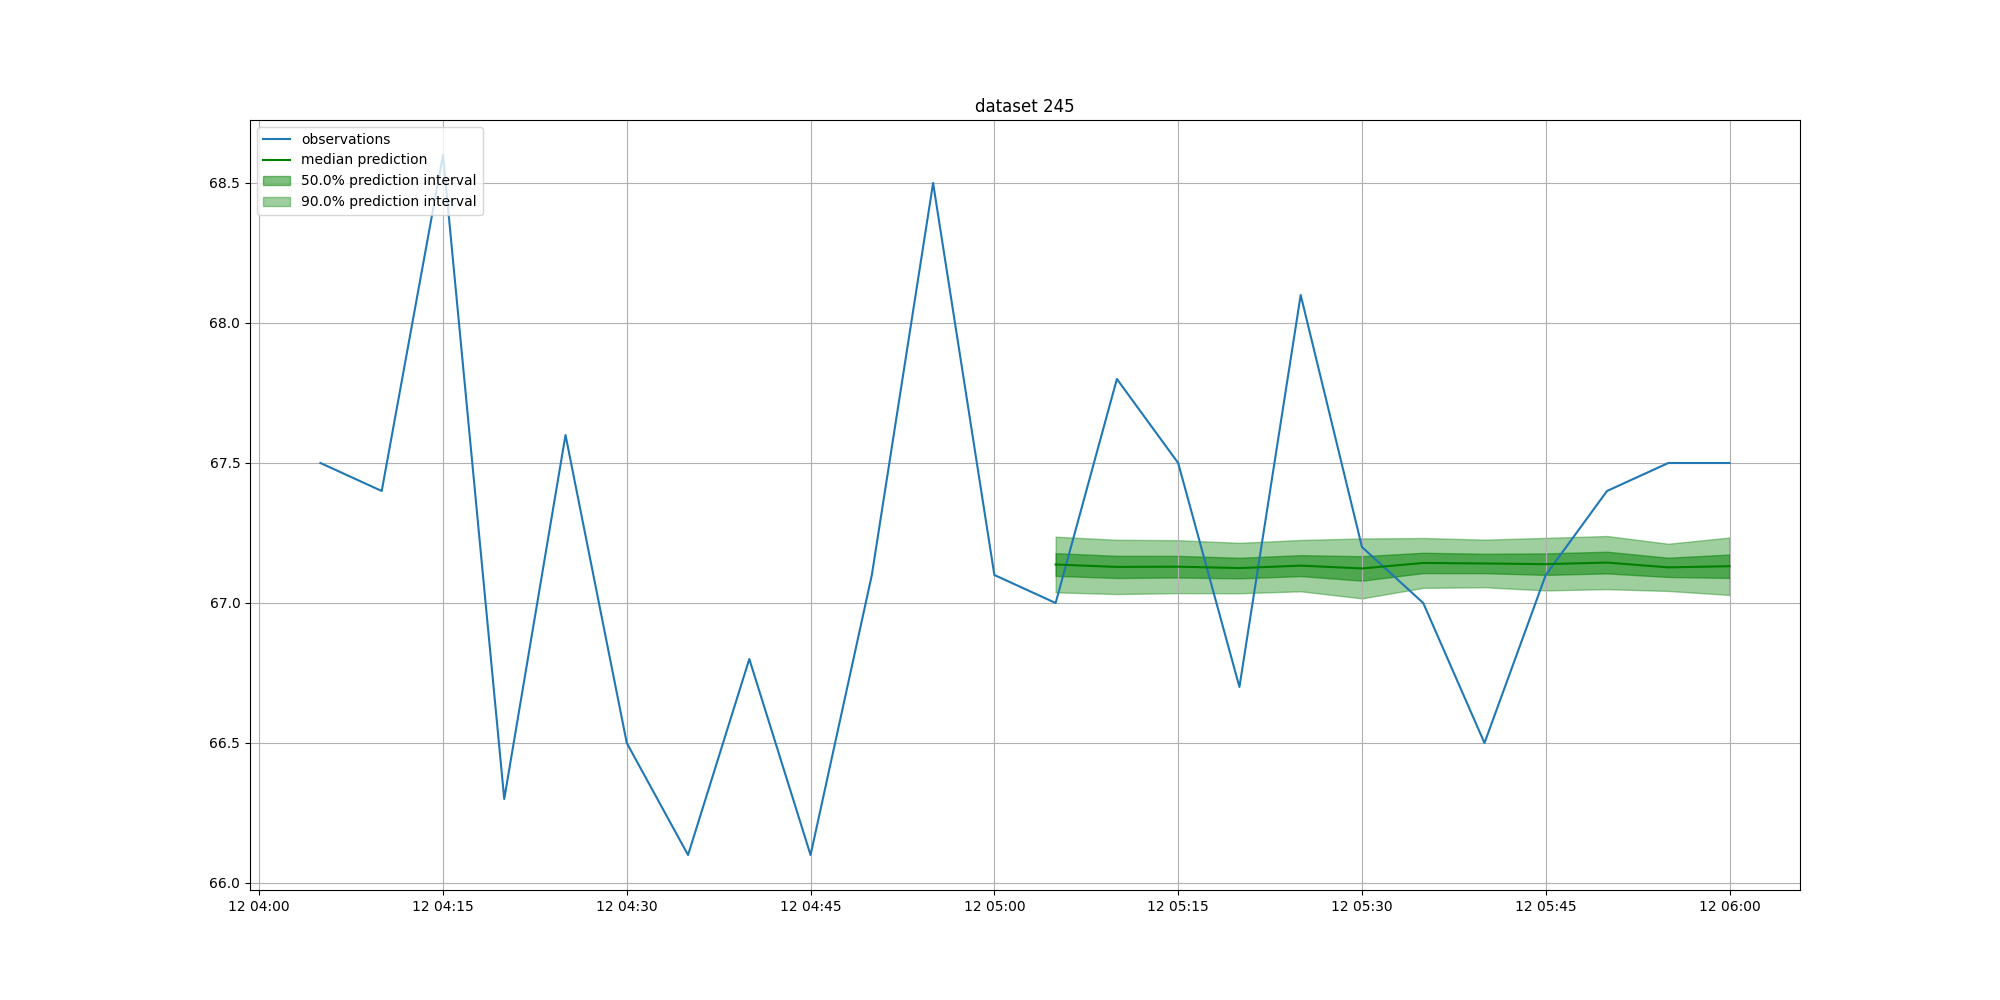 dataset 245
observations
median prediction
50.0% prediction interval
90.0% prediction interval
68.5
68.0
67.5
67.0
66.5
66.0
12 04:00 12 04:15 12 04:30 12 04:45 12 05:00 12 05:15 12 05:30 12 05:45 12 06:00